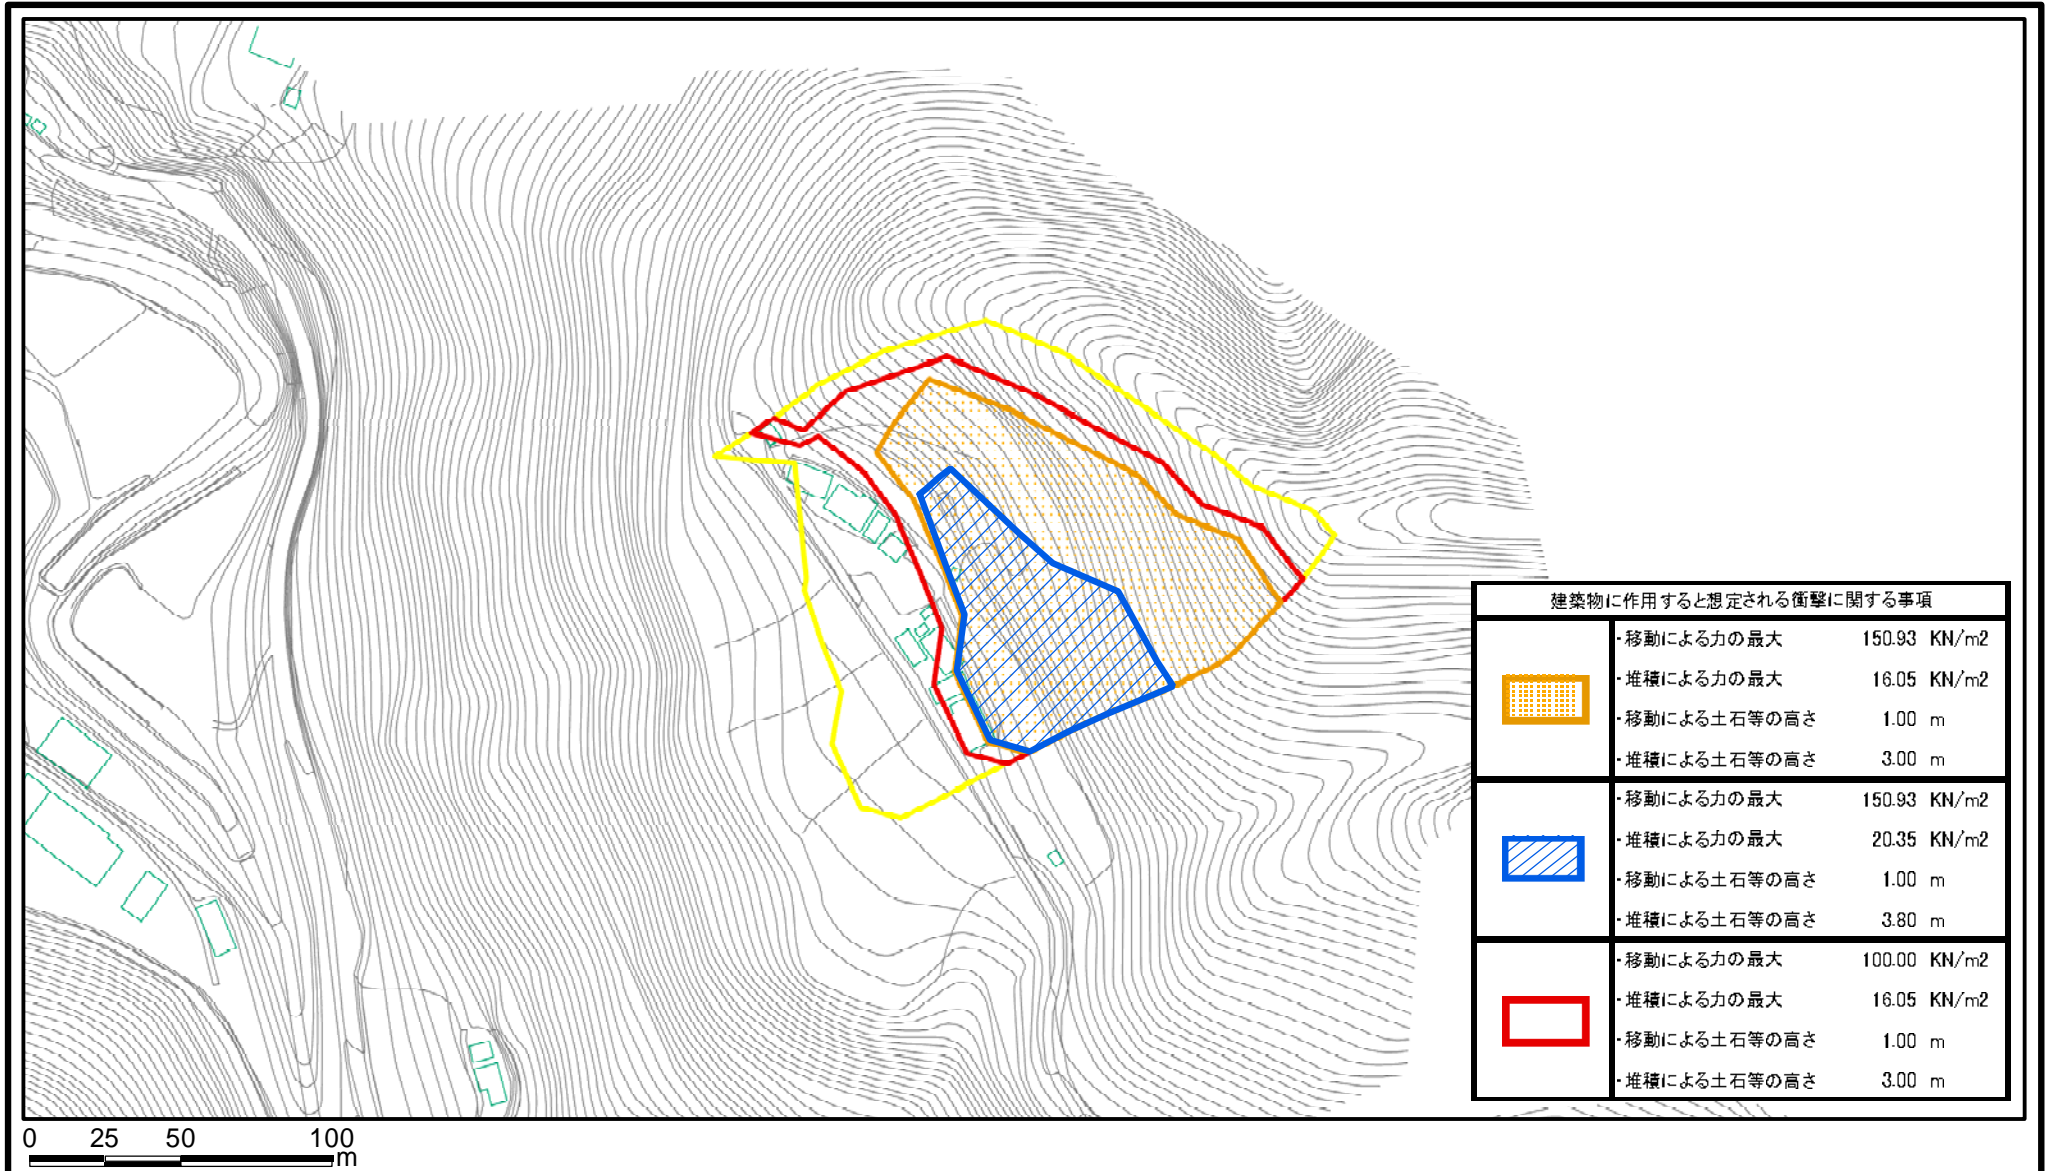 建築物に作用すると想定される衝撃に関する事項
・移動による力の最大 150.93 KN/m2
・堆積による力の最大 16.05 KN/m2
・移動による土石等の高さ 1.00 m
・堆積による土石等の高さ 3.00 m
・移動による力の最大 150.93 KN/m2
・堆積による力の最大 20.35 KN/m2
・移動による土石等の高さ 1.00 m
・堆積による土石等の高さ 3.80 m
・移動による力の最大 100.00 KN/m2
・堆積による力の最大 16.05 KN/m2
・移動による土石等の高さ 1.00 m
・堆積による土石等の高さ 3.00 m
0 25 50 100
m